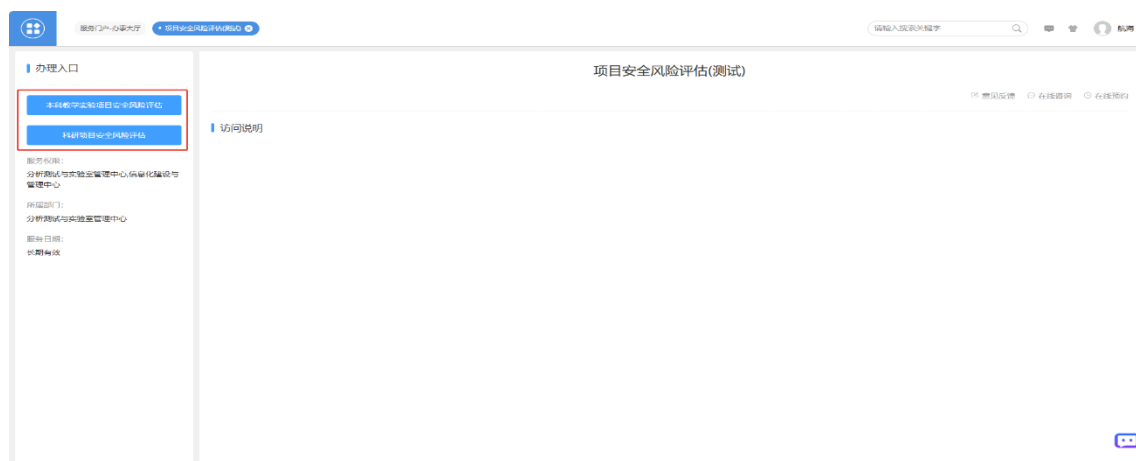 服务门户-办事大厅
• 项目安全风险评估(测试)
请输入搜索关键字
航海
办理入口
项目安全风险评估(测试)
意见反馈
在线咨询
在线预约
本科教学实验项目安全风险评估
科研项目安全风险评估
访问说明
服务权限:
分析测试与实验室管理中心,信息化建设与
管理中心
所属部门:
分析测试与实验室管理中心
服务日期:
长期有效